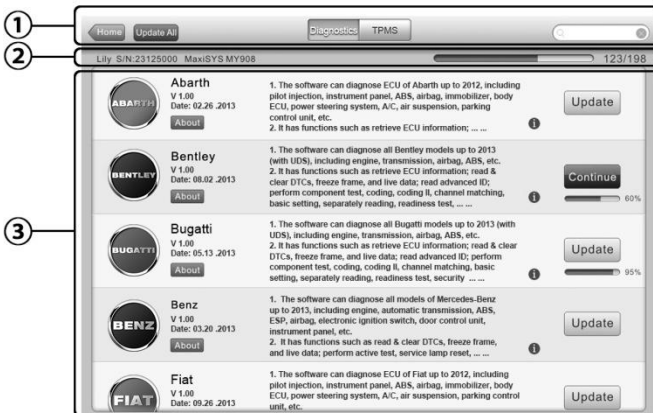 ①
Home Update All Diagnostics TPMS
②
Lily S/N:23125000 MaxiSYS MY908 123/198
③
ABARTH
Abarth
V 1.00
Date: 02.26 .2013
About
1. The software can diagnose ECU of Abarth up to 2012, including
pilot injection, instrument panel, ABS, airbag, immobilizer, body
ECU, power steering system, A/C, air suspension, parking
control unit, etc.
2. It has functions such as retrieve ECU information; ... ...
Update
BENTLEY
Bentley
V 1.00
Date: 08.02 .2013
About
1. The software can diagnose all Bentley models up to 2013
(with UDS), including engine, transmission, airbag, ABS, etc.
2. It has functions such as retrieve ECU information; read &
clear DTCs, freeze frame, and live data; read advanced ID;
perform component test, coding, coding II, channel matching,
basic setting, separately reading, readiness test, ... ...
Continue
60%
BUGATTI
Bugatti
V 1.00
Date: 05.13 .2013
About
1. The software can diagnose all Bugatti models up to 2013 (with
UDS), including engine, transmission, airbag, ABS, etc.
2. It has functions such as retrieve ECU information; read & clear
DTCs, freeze frame, and live data; read advanced ID; perform
component test, coding, coding II, channel matching, basic
setting, separately reading, readiness test, security ... ...
Update
95%
BENZ
Benz
V 1.00
Date: 03.20 .2013
About
1. The software can diagnose all models of Mercedes-Benz
up to 2013, including engine, automatic transmission, ABS,
ESP, airbag, electronic ignition switch, door control unit,
instrument panel, etc.
2. It has functions such as read & clear DTCs, freeze frame,
and live data; perform active test, service lamp reset, ... ...
Update
FIAT
Fiat
V 1.00
Date: 09.26 .2013
1. The software can diagnose ECU of Fiat up to 2012, including
pilot injection, instrument panel, ABS, airbag, immobilizer, body
ECU, power steering system, A/C, air suspension, parking control
unit, etc.
Update